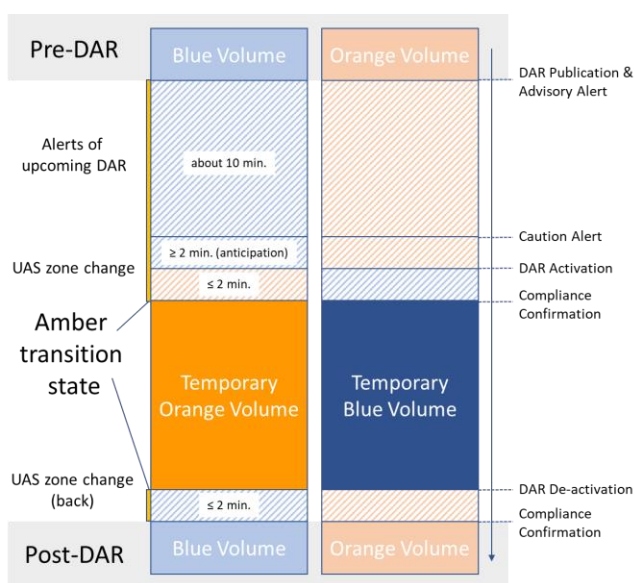 Pre-DAR
Blue Volume
Orange Volume
DAR Publication &
Advisory Alert
Alerts of
upcoming DAR
about 10 min.
Caution Alert
≥ 2 min. (anticipation)
UAS zone change
DAR Activation
≤ 2 min.
Compliance
Confirmation
Amber
transition
state
Temporary
Orange Volume
Temporary
Blue Volume
UAS zone change
(back)
DAR De-activation
≤ 2 min.
Compliance
Confirmation
Post-DAR
Blue Volume
Orange Volume